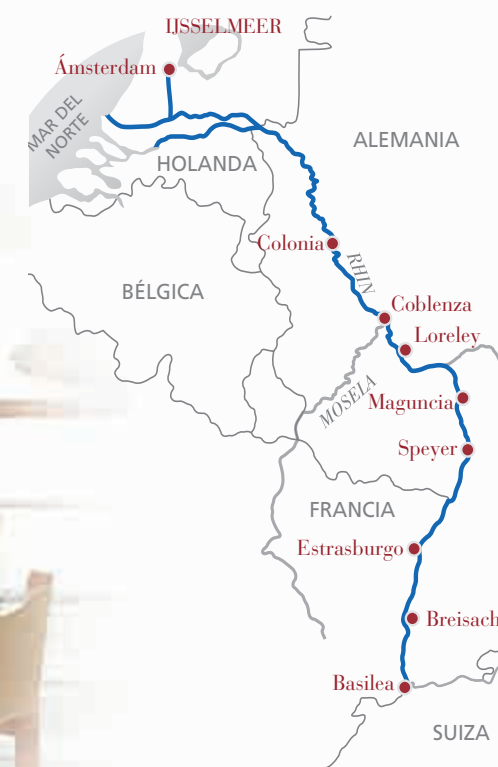 IJSSELMEER
Ámsterdam
MAR DEL
NORTE
ALEMANIA
HOLANDA
Colonia
RHIN
BÉLGICA
Coblenza
Loreley
MOSELA
Maguncia
Speyer
FRANCIA
Estrasburgo
Breisach
Basilea
SUIZA